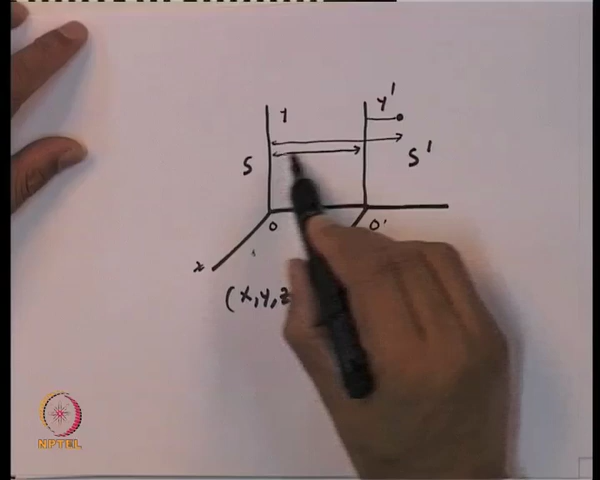 y y'
S S'
O O'
x
(x, y, z
NPTEL